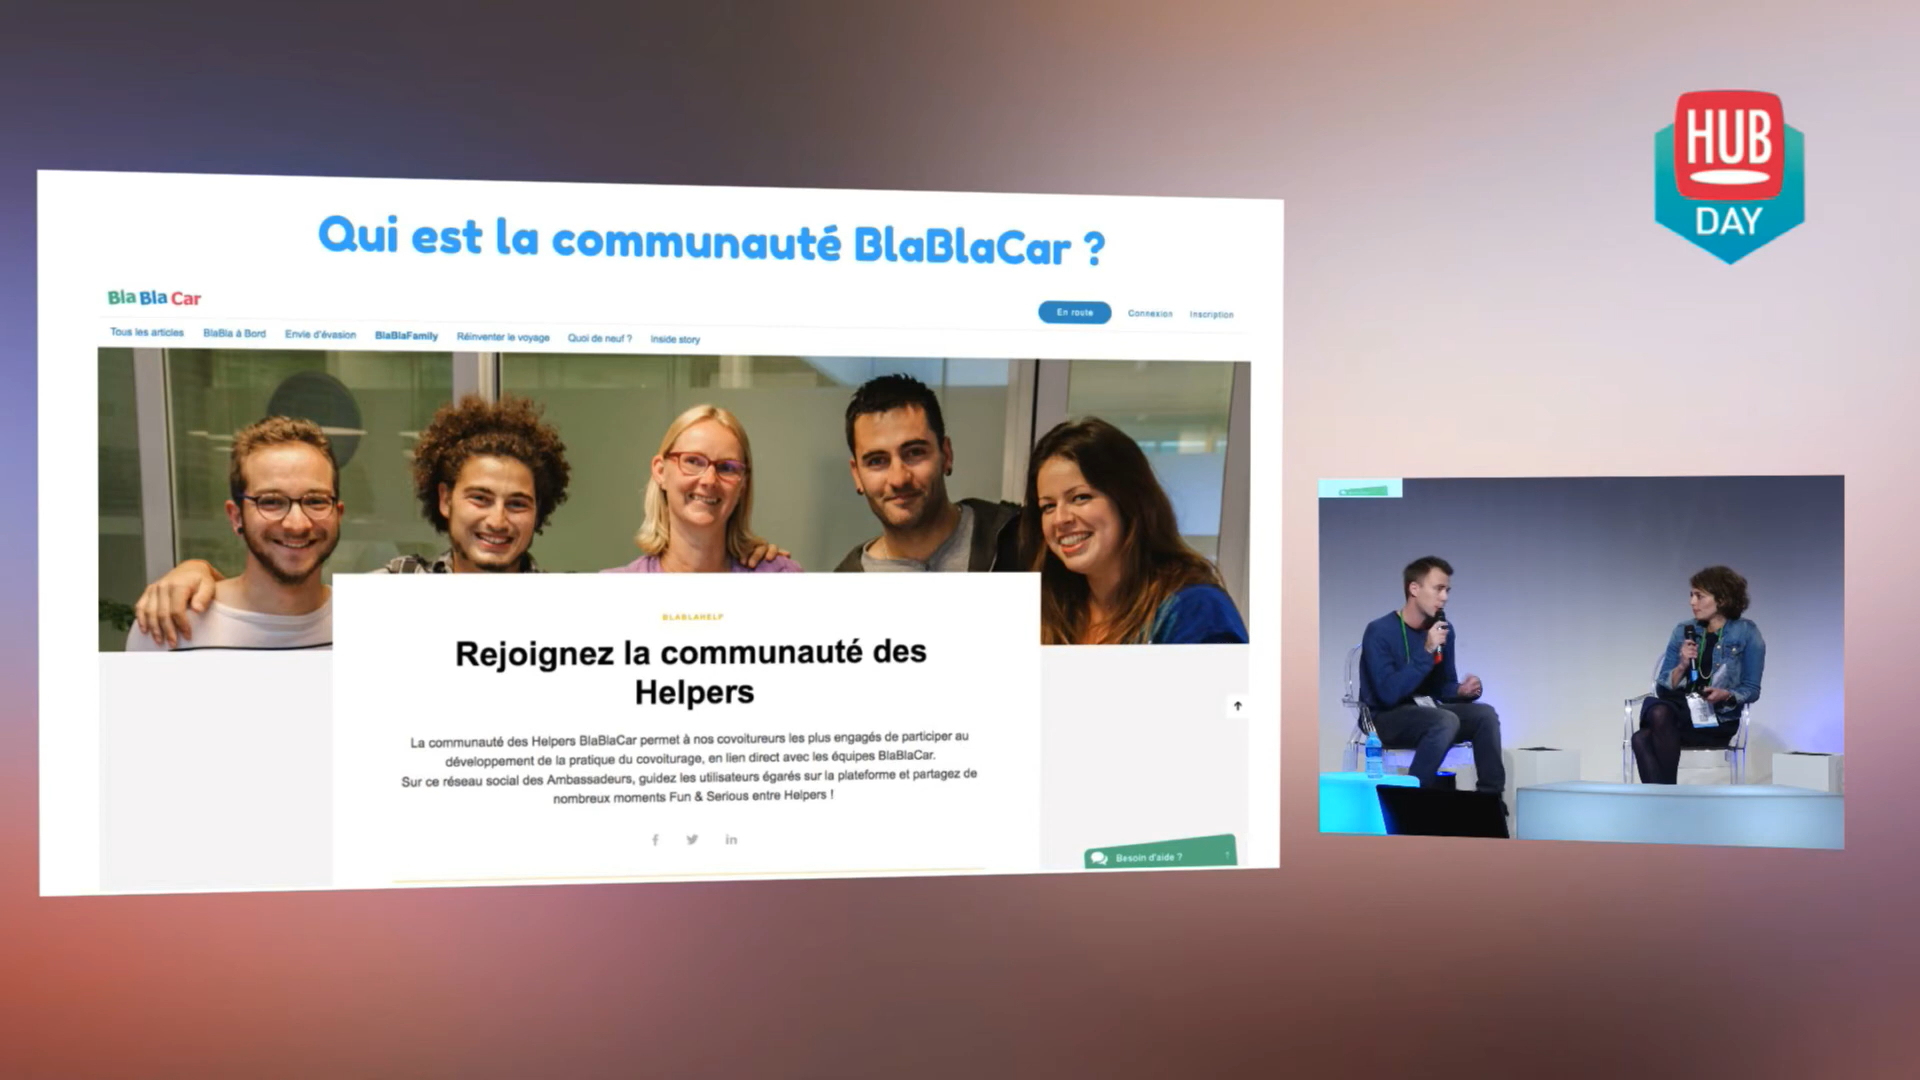 HUB
DAY
Qui est la communauté BlaBlaCar ?
Bla Bla Car
En route Connexion Inscription
Tous les articles BlaBla à Bord Envie d'évasion BlaBlaFamily Réinventer le voyage Quoi de neuf ? Inside story
BLABLAHELP
Rejoignez la communauté des
Helpers
La communauté des Helpers BlaBlaCar permet à nos covoitureurs les plus engagés de participer au
développement de la pratique du covoiturage, en lien direct avec les équipes BlaBlaCar.
Sur ce réseau social des Ambassadeurs, guidez les utilisateurs égarés sur la plateforme et partagez de
nombreux moments Fun & Serious entre Helpers !
f in
Besoin d'aide ?